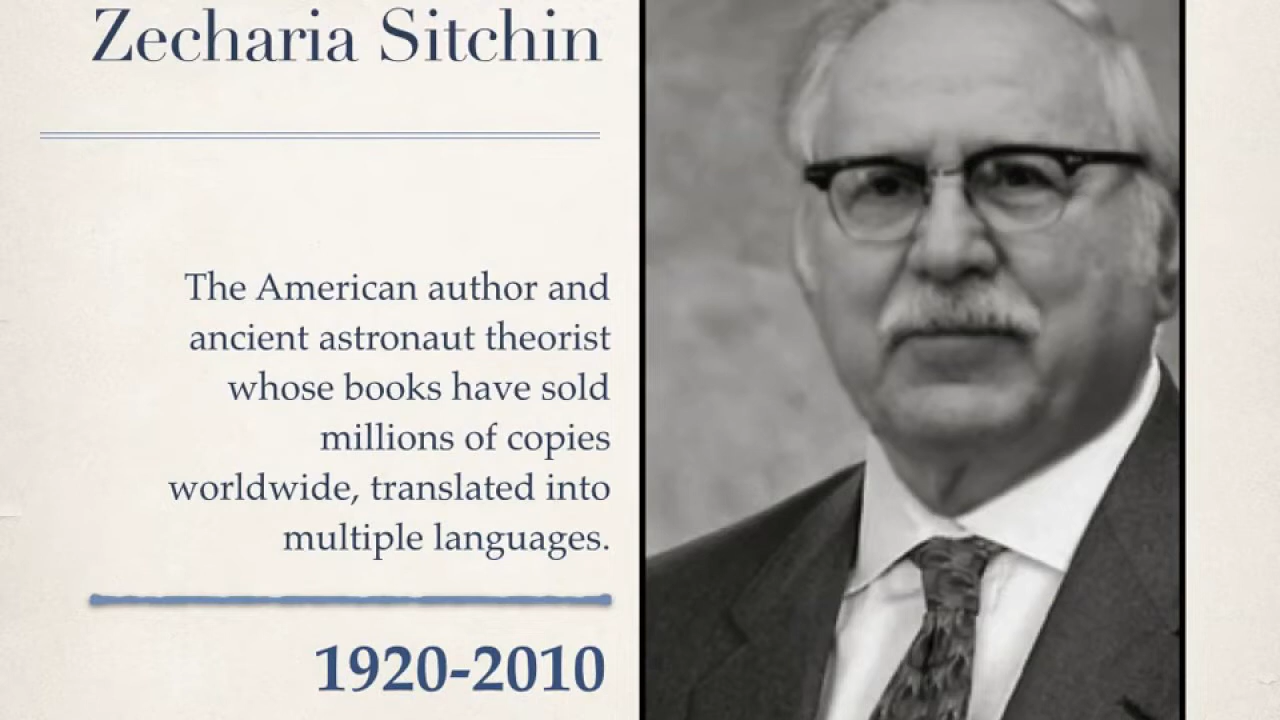 Zecharia Sitchin
The American author and
ancient astronaut theorist
whose books have sold
millions of copies
worldwide, translated into
multiple languages.
1920-2010